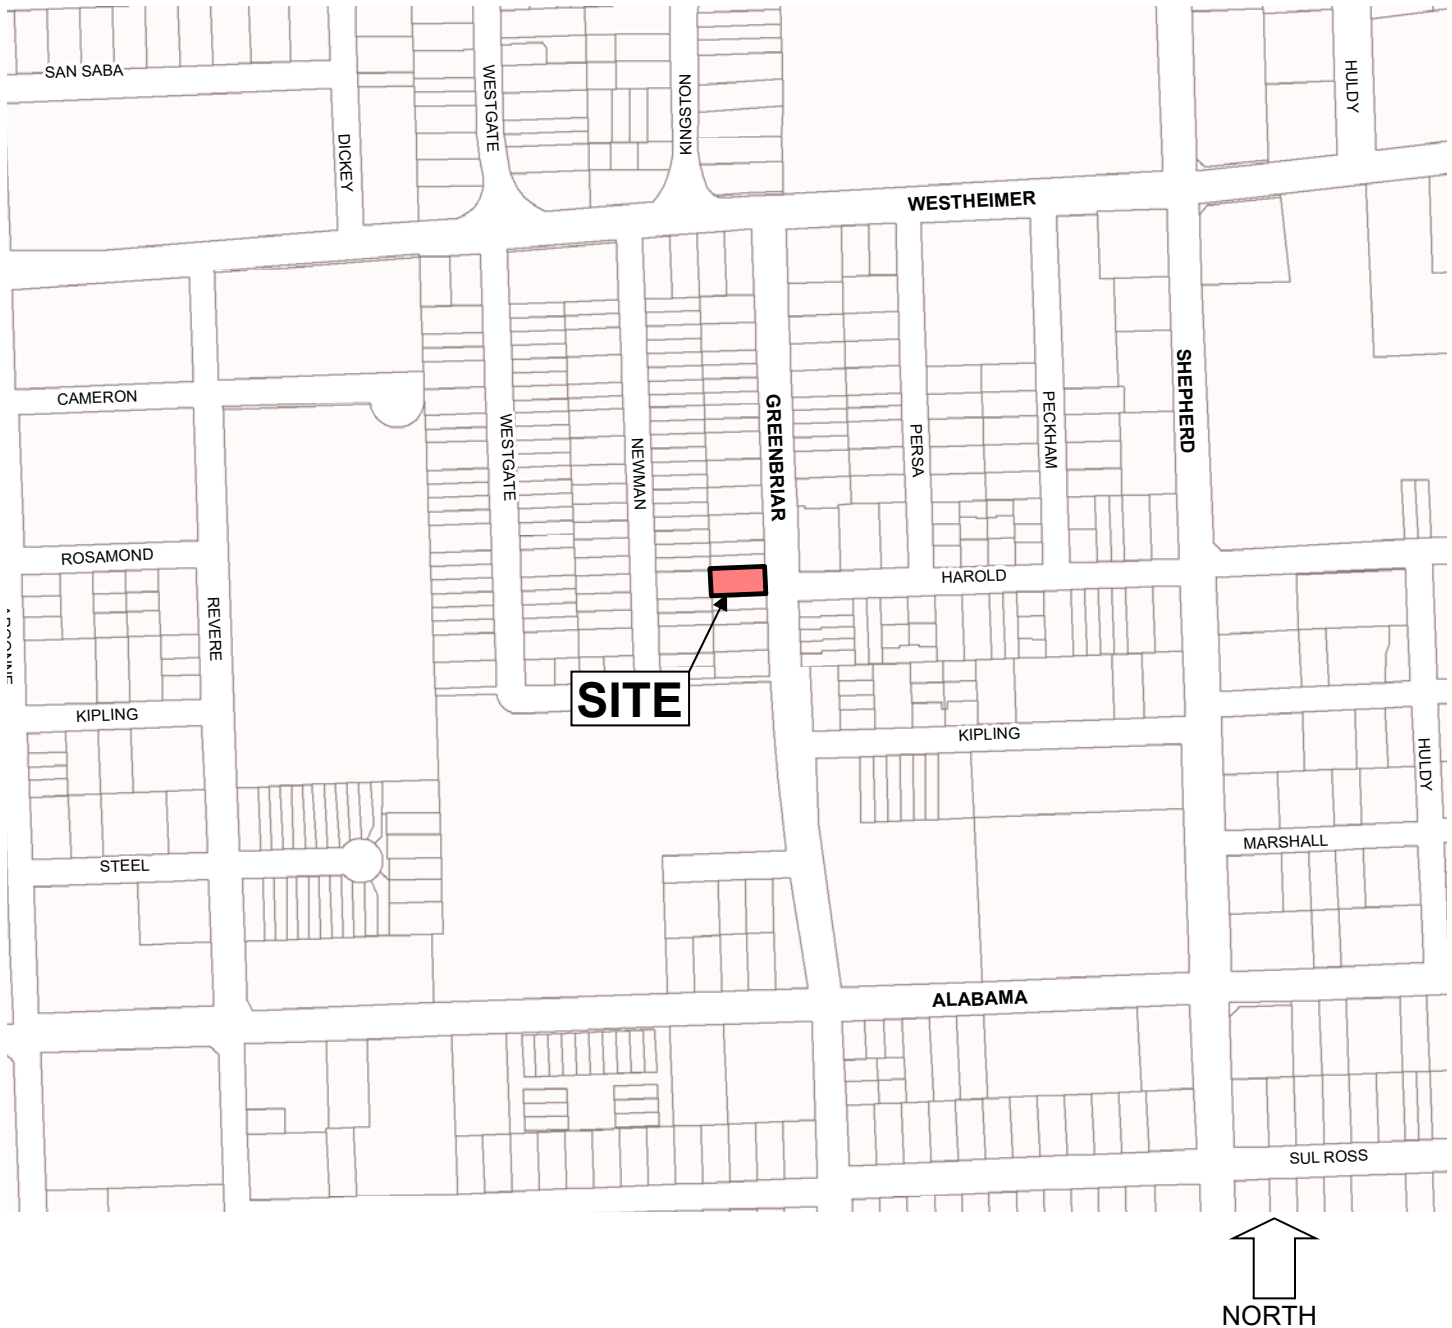 SAN SABA
WESTGATE
KINGSTON
HULDY
DICKEY
WESTHEIMER
CAMERON
WESTGATE
NEWMAN
GREENBRIAR
PERSA
PECKHAM
SHEPHERD
ROSAMOND
HAROLD
REVERE
SITE
KIPLING
KIPLING
HULDY
STEEL
MARSHALL
ALABAMA
SUL ROSS
NORTH